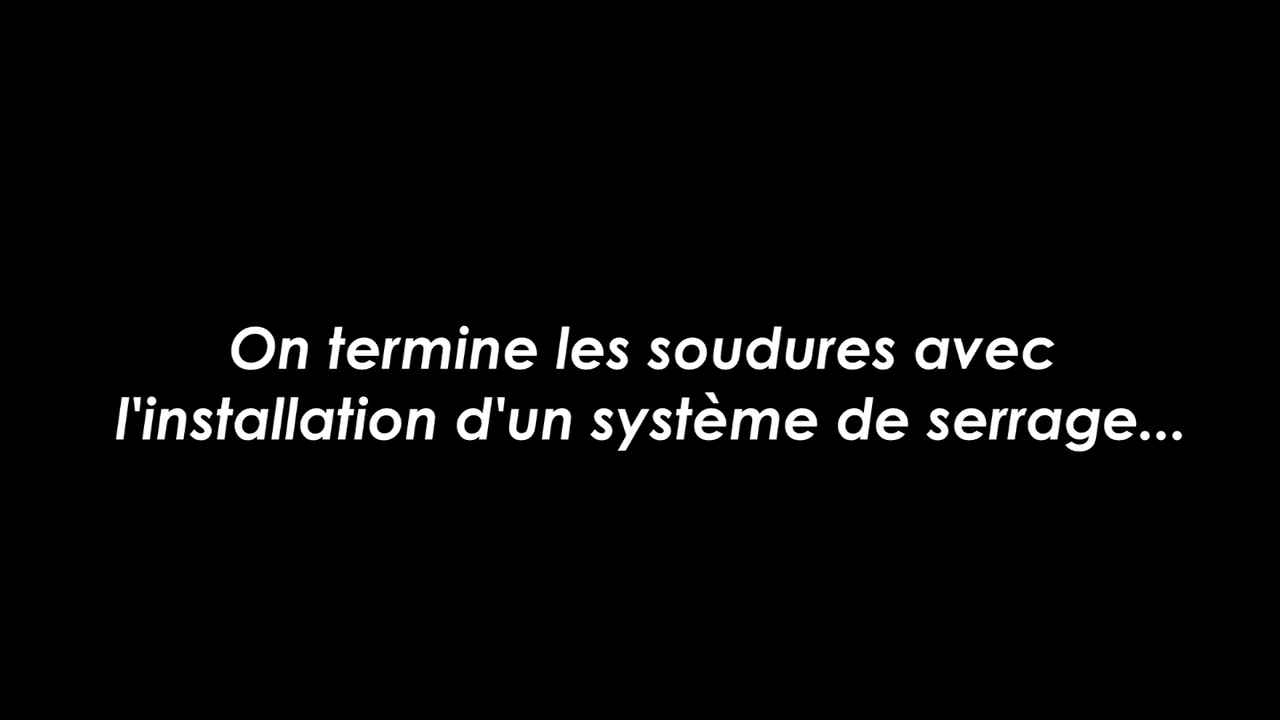 On termine les soudures avec
l'installation d'un système de serrage...